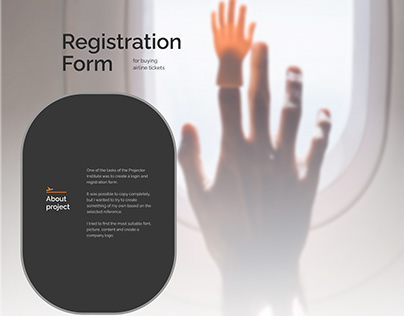 Registration
Form
for buying
airline tickets
About
project
One of the tasks of the Projector
Institute was to create a login and
registration form
It was possible to copy completely,
but I wanted to try to create
something of my own based on the
selected reference.
I tried to find the most suitable font,
picture, content and create a
company logo.